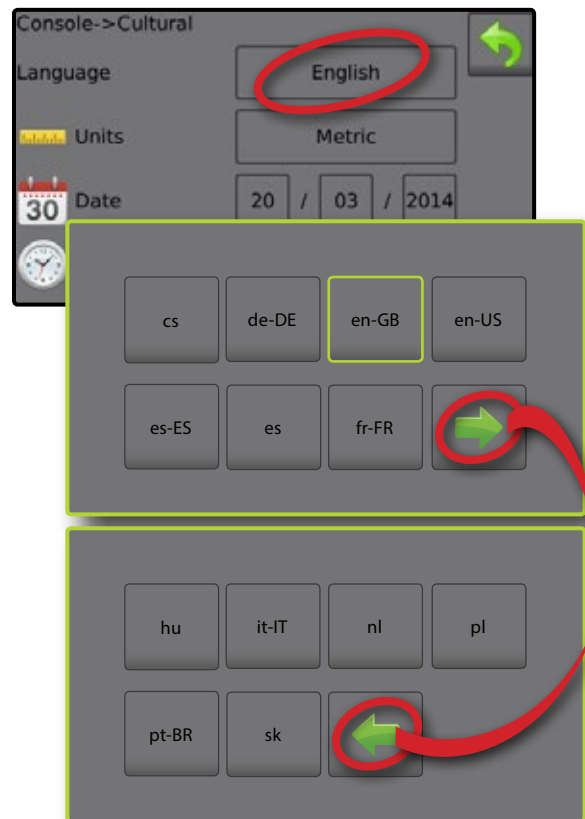 Console->Cultural
Language English
Units Metric
30 Date 20 / 03 / 2014
cs de-DE en-GB en-US
es-ES es fr-FR
hu it-IT nl pl
pt-BR sk